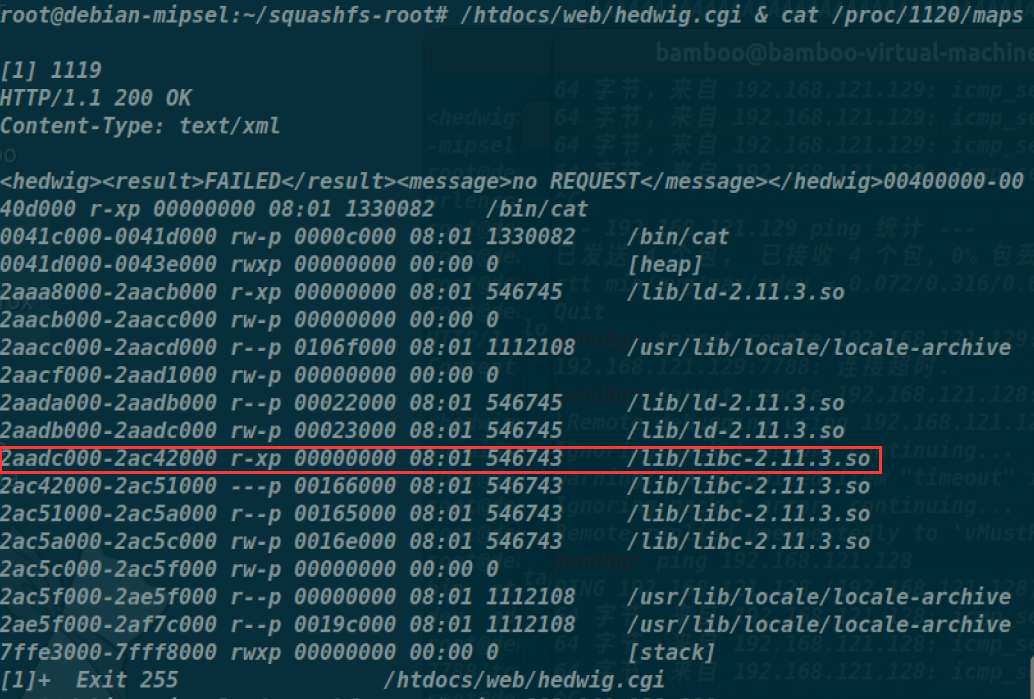 root@debian-mipsel:~/squashfs-root# /htdocs/web/hedwig.cgi & cat /proc/1120/maps
bamboo@bamboo-virtual-machine
[1] 1119
HTTP/1.1 200 OK
Content-Type: text/xml
<hedwig><result>FAILED</result><message>no REQUEST</message></hedwig>00400000-00
40d000 r-xp 00000000 08:01 1330082    /bin/cat
0041c000-0041d000 rw-p 0000c000 08:01 1330082    /bin/cat
0041d000-0043e000 rwxp 00000000 00:00 0          [heap]
2aaa8000-2aacb000 r-xp 00000000 08:01 546745     /lib/ld-2.11.3.so
2aacb000-2aacc000 rw-p 00000000 00:00 0
2aacc000-2aacd000 r--p 0106f000 08:01 1112108    /usr/lib/locale/locale-archive
2aacf000-2aad1000 rw-p 00000000 00:00 0
2aada000-2aadb000 r--p 00022000 08:01 546745     /lib/ld-2.11.3.so
2aadb000-2aadc000 rw-p 00023000 08:01 546745     /lib/ld-2.11.3.so
2aadc000-2ac42000 r-xp 00000000 08:01 546743     /lib/libc-2.11.3.so
2ac42000-2ac51000 ---p 00166000 08:01 546743     /lib/libc-2.11.3.so
2ac51000-2ac5a000 r--p 00165000 08:01 546743     /lib/libc-2.11.3.so
2ac5a000-2ac5c000 rw-p 0016e000 08:01 546743     /lib/libc-2.11.3.so
2ac5c000-2ac5f000 rw-p 00000000 00:00 0
2ac5f000-2ae5f000 r--p 00000000 08:01 1112108    /usr/lib/locale/locale-archive
2ae5f000-2af7c000 r--p 0019c000 08:01 1112108    /usr/lib/locale/locale-archive
7ffe3000-7fff8000 rwxp 00000000 00:00 0          [stack]
[1]+  Exit 255                /htdocs/web/hedwig.cgi